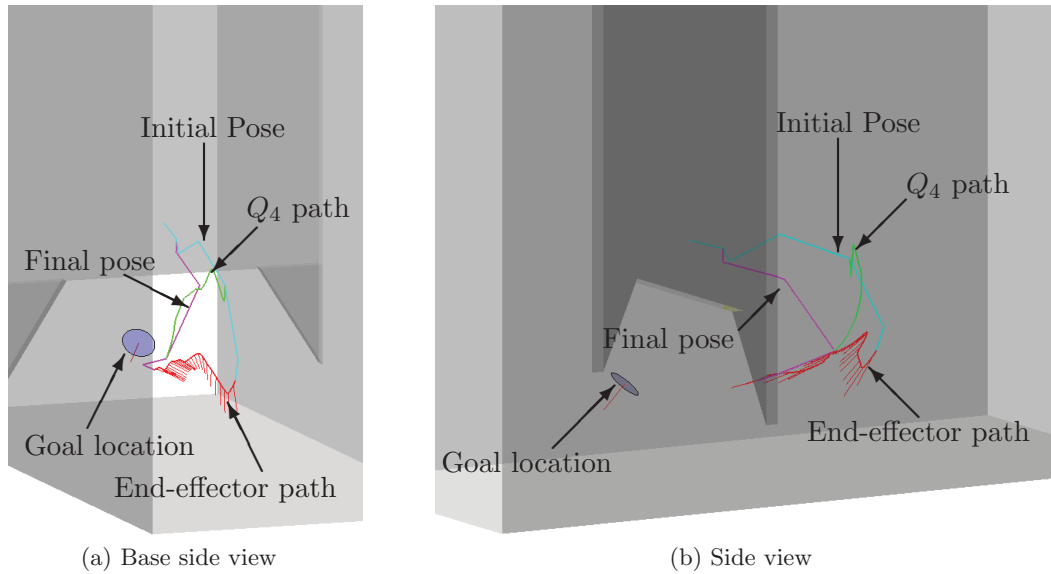 Initial Pose
Q₄ path
Final pose
Goal location
End-effector path
(a) Base side view
Initial Pose
Q₄ path
Final pose
Goal location
End-effector path
(b) Side view